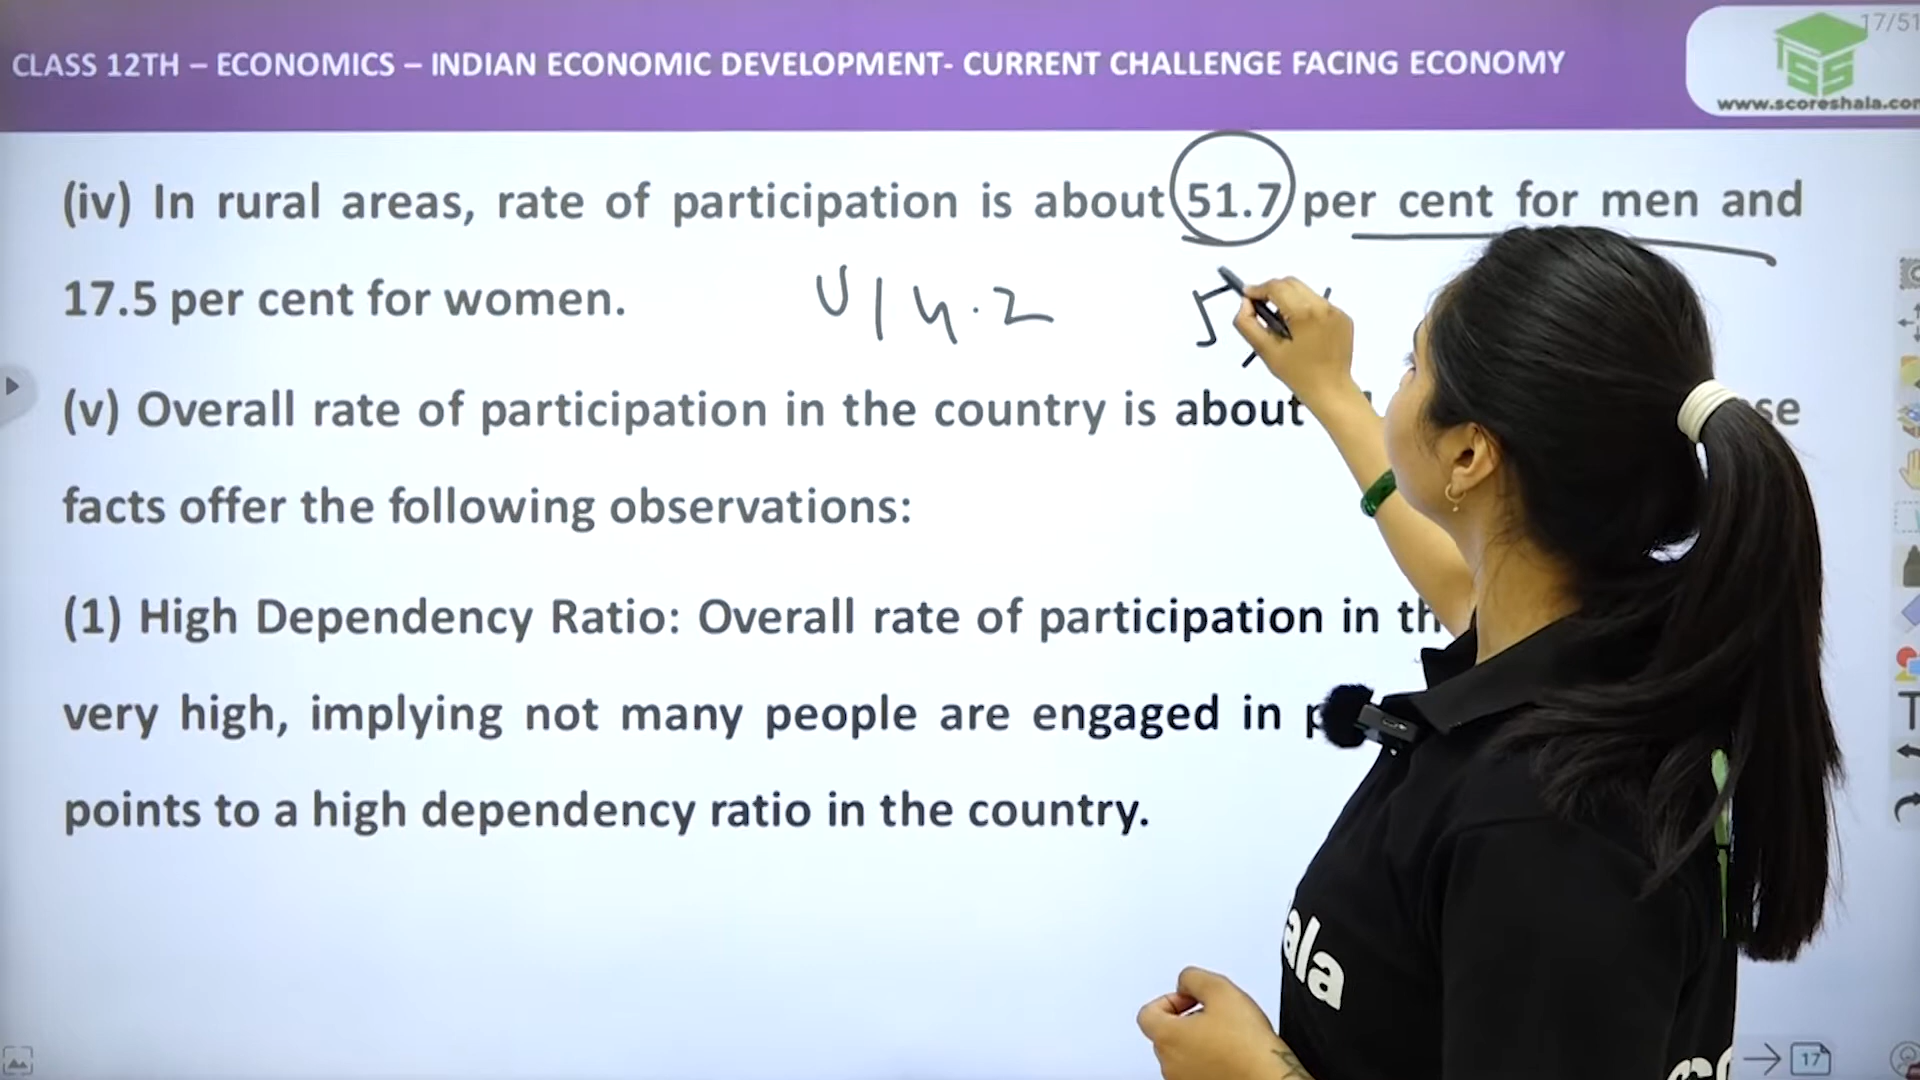 17/51
CLASS 12TH – ECONOMICS – INDIAN ECONOMIC DEVELOPMENT- CURRENT CHALLENGE FACING ECONOMY
www.scoreshala.com
(iv) In rural areas, rate of participation is about 51.7 per cent for men and
17.5 per cent for women.
U 14.2
(v) Overall rate of participation in the country is about
facts offer the following observations:
(1) High Dependency Ratio: Overall rate of participation in
very high, implying not many people are engaged in
points to a high dependency ratio in the country.
17